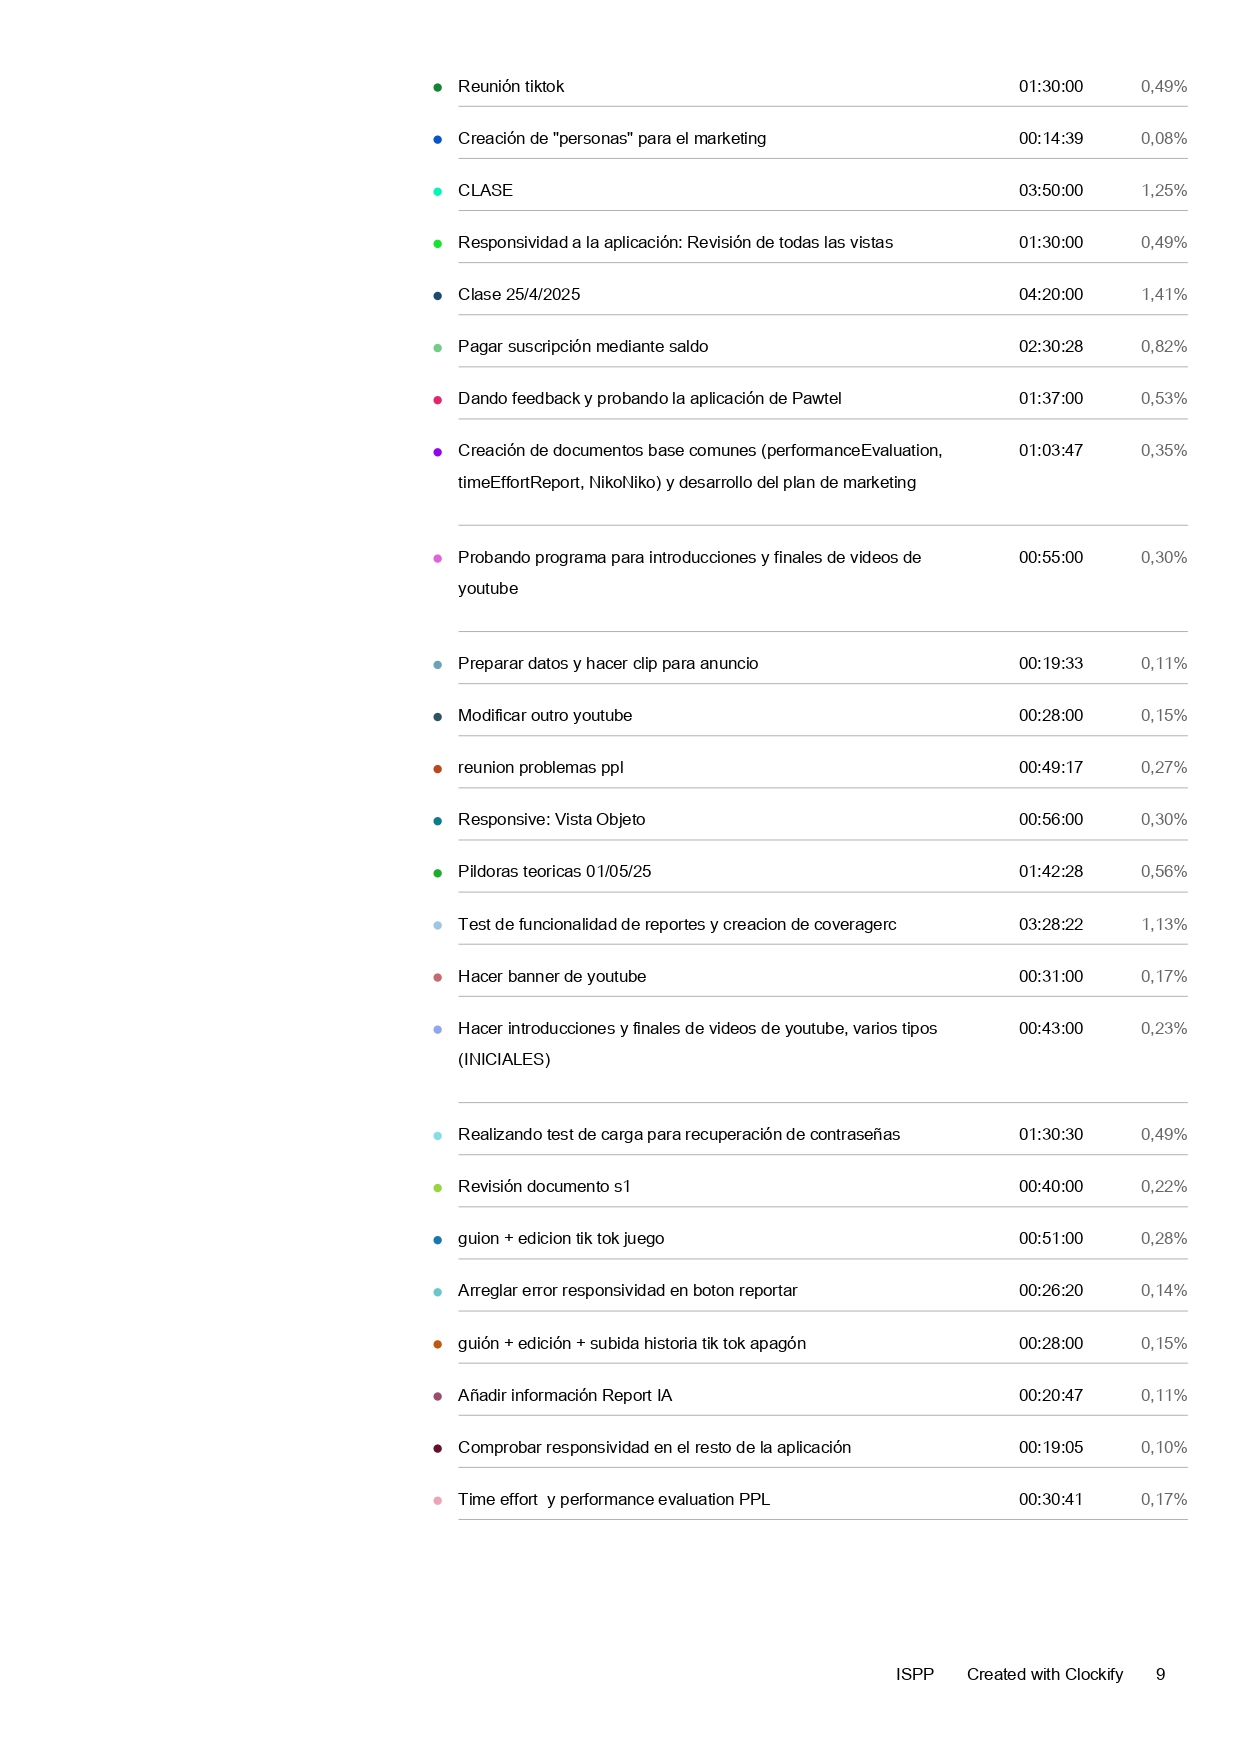 Reunión tiktok 01:30:00 0,49%
Creación de "personas" para el marketing 00:14:39 0,08%
CLASE 03:50:00 1,25%
Responsividad a la aplicación: Revisión de todas las vistas 01:30:00 0,49%
Clase 25/4/2025 04:20:00 1,41%
Pagar suscripción mediante saldo 02:30:28 0,82%
Dando feedback y probando la aplicación de Pawtel 01:37:00 0,53%
Creación de documentos base comunes (performanceEvaluation, 01:03:47 0,35%
timeEffortReport, NikoNiko) y desarrollo del plan de marketing
Probando programa para introducciones y finales de videos de 00:55:00 0,30%
youtube
Preparar datos y hacer clip para anuncio 00:19:33 0,11%
Modificar outro youtube 00:28:00 0,15%
reunion problemas ppl 00:49:17 0,27%
Responsive: Vista Objeto 00:56:00 0,30%
Pildoras teoricas 01/05/25 01:42:28 0,56%
Test de funcionalidad de reportes y creacion de coveragerc 03:28:22 1,13%
Hacer banner de youtube 00:31:00 0,17%
Hacer introducciones y finales de videos de youtube, varios tipos 00:43:00 0,23%
(INICIALES)
Realizando test de carga para recuperación de contraseñas 01:30:30 0,49%
Revisión documento s1 00:40:00 0,22%
guion + edicion tik tok juego 00:51:00 0,28%
Arreglar error responsividad en boton reportar 00:26:20 0,14%
guión + edición + subida historia tik tok apagón 00:28:00 0,15%
Añadir información Report IA 00:20:47 0,11%
Comprobar responsividad en el resto de la aplicación 00:19:05 0,10%
Time effort  y performance evaluation PPL 00:30:41 0,17%
ISPP Created with Clockify 9